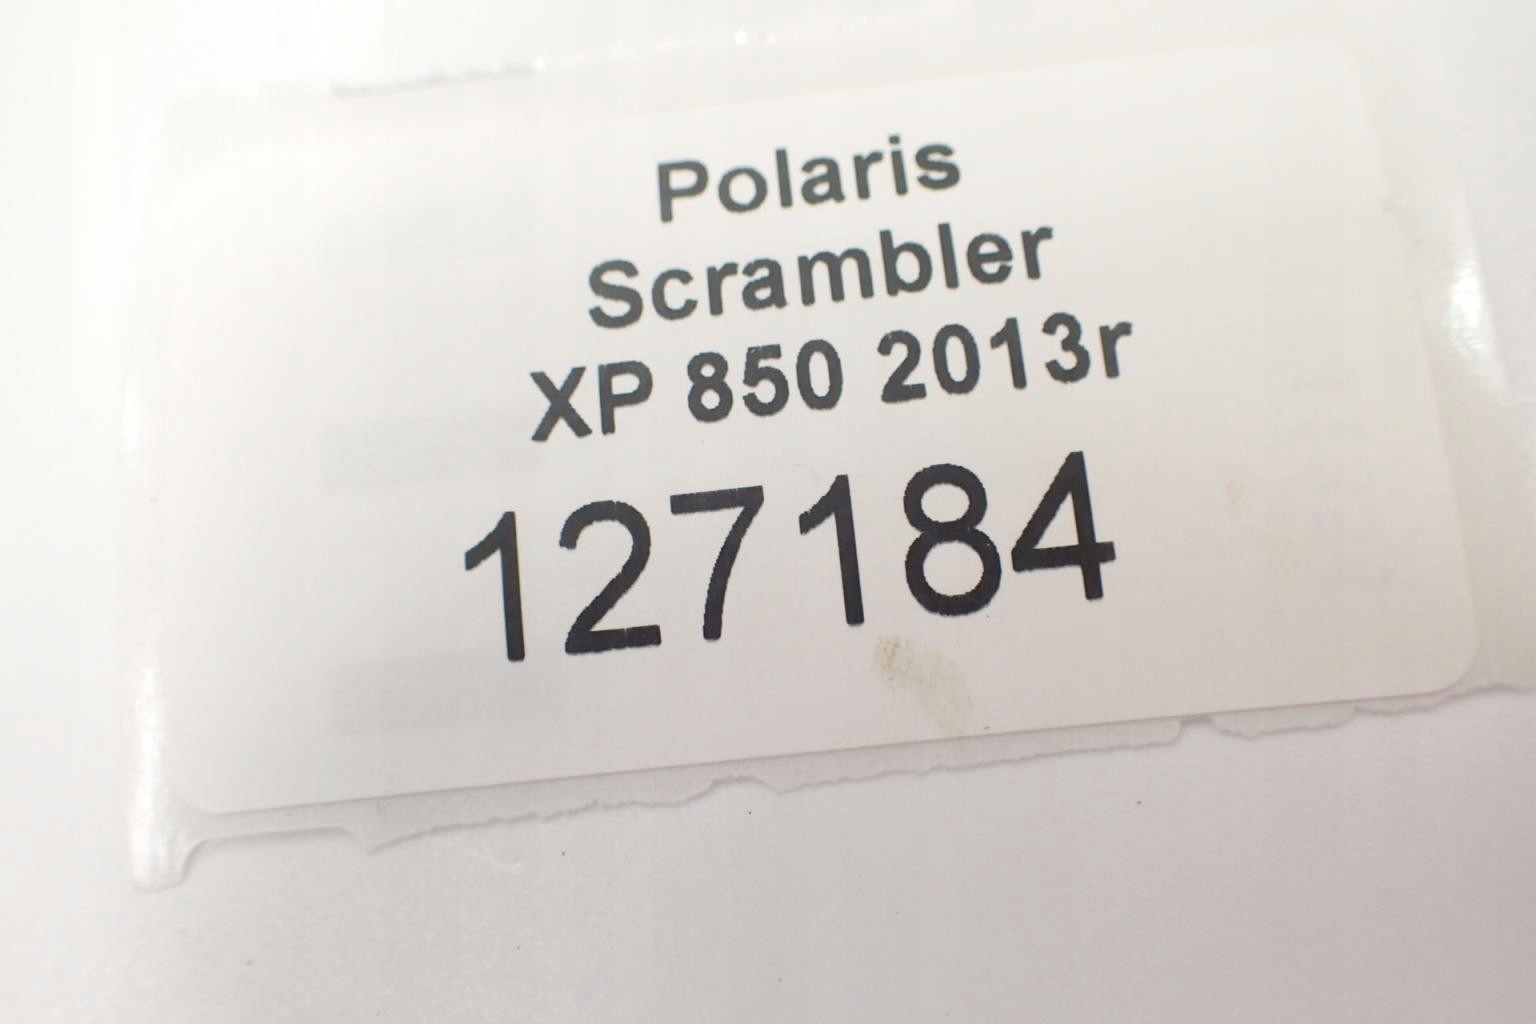 Polaris
Scrambler
XP 850 2013r
127184